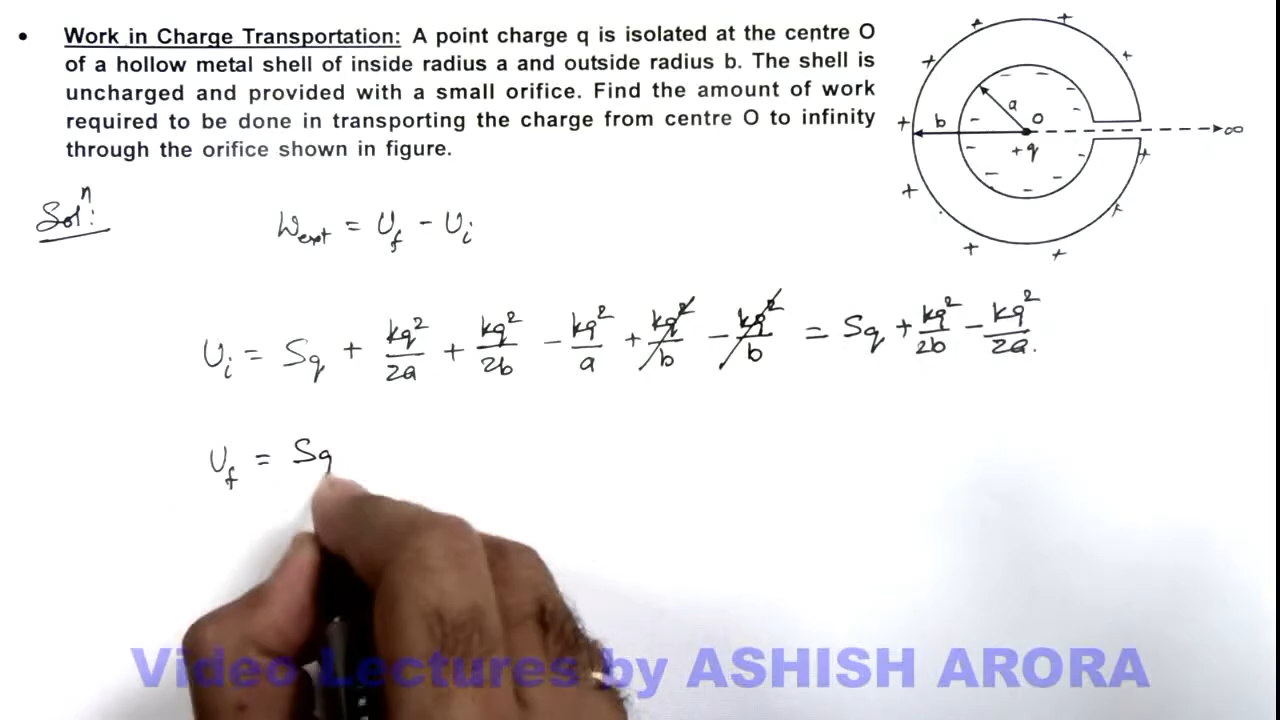 • Work in Charge Transportation: A point charge q is isolated at the centre O
of a hollow metal shell of inside radius a and outside radius b. The shell is
uncharged and provided with a small orifice. Find the amount of work
required to be done in transporting the charge from centre O to infinity
through the orifice shown in figure.
a
b
O
+q
∞
Solⁿ:
W_ext = U_f - U_i
U_i = Sq + kq²/2a + kq²/2b - kq²/a + kq²/b - kq²/b = Sq + kq²/2b - kq²/2a.
U_f = Sq
Video Lectures by ASHISH ARORA